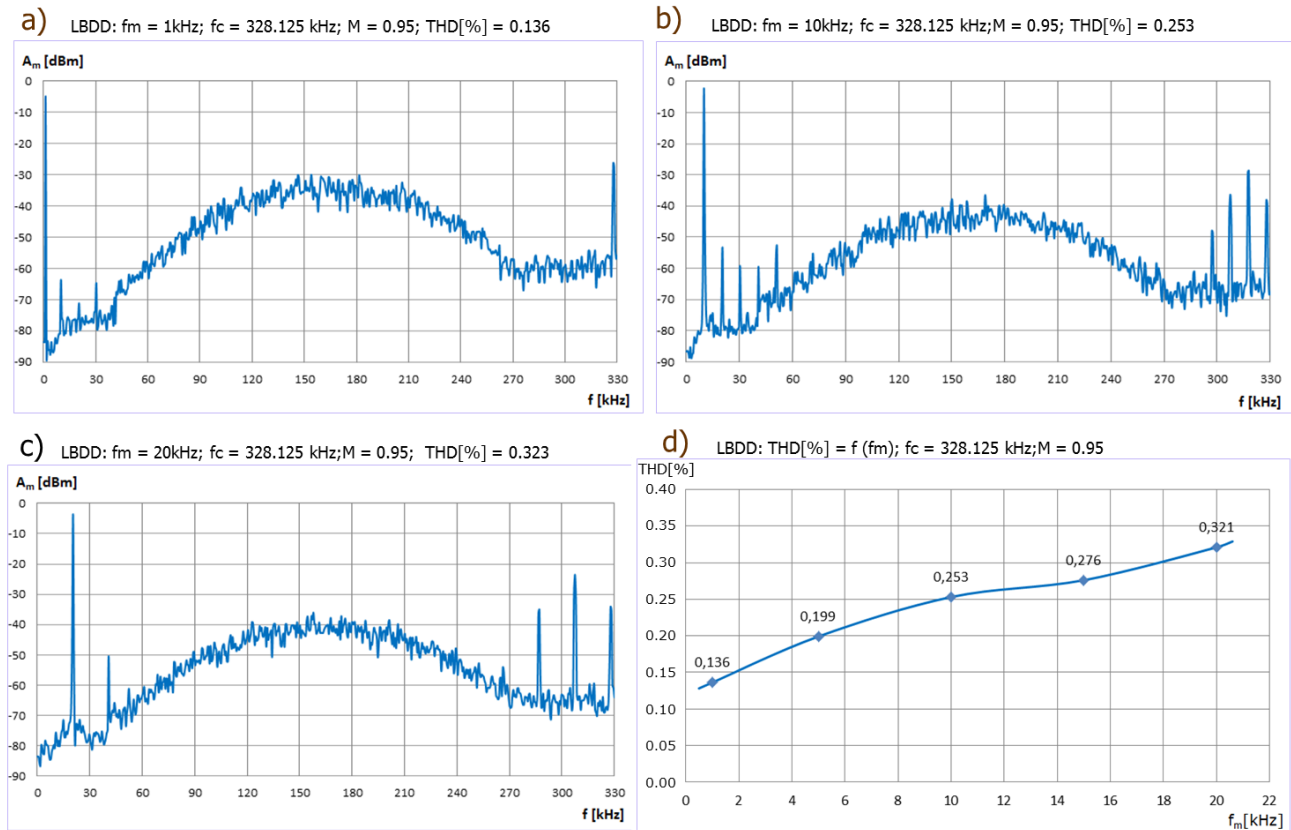 a) LBDD: fm = 1kHz; fc = 328.125 kHz; M = 0.95; THD[%] = 0.136
Am [dBm]
0
-10
-20
-30
-40
-50
-60
-70
-80
-90
0 30 60 90 120 150 180 210 240 270 300 330
f [kHz]
b) LBDD: fm = 10kHz; fc = 328.125 kHz;M = 0.95; THD[%] = 0.253
Am [dBm]
0
-10
-20
-30
-40
-50
-60
-70
-80
-90
0 30 60 90 120 150 180 210 240 270 300 330
f [kHz]
c) LBDD: fm = 20kHz; fc = 328.125 kHz;M = 0.95; THD[%] = 0.323
Am [dBm]
0
-10
-20
-30
-40
-50
-60
-70
-80
-90
0 30 60 90 120 150 180 210 240 270 300 330
f [kHz]
d) LBDD: THD[%] = f (fm); fc = 328.125 kHz;M = 0.95
THD[%]
0.40
0.35
0.30
0.25
0.20
0.15
0.10
0.05
0.00
0,136
0,199
0,253
0,276
0,321
0 2 4 6 8 10 12 14 16 18 20 22
fm[kHz]